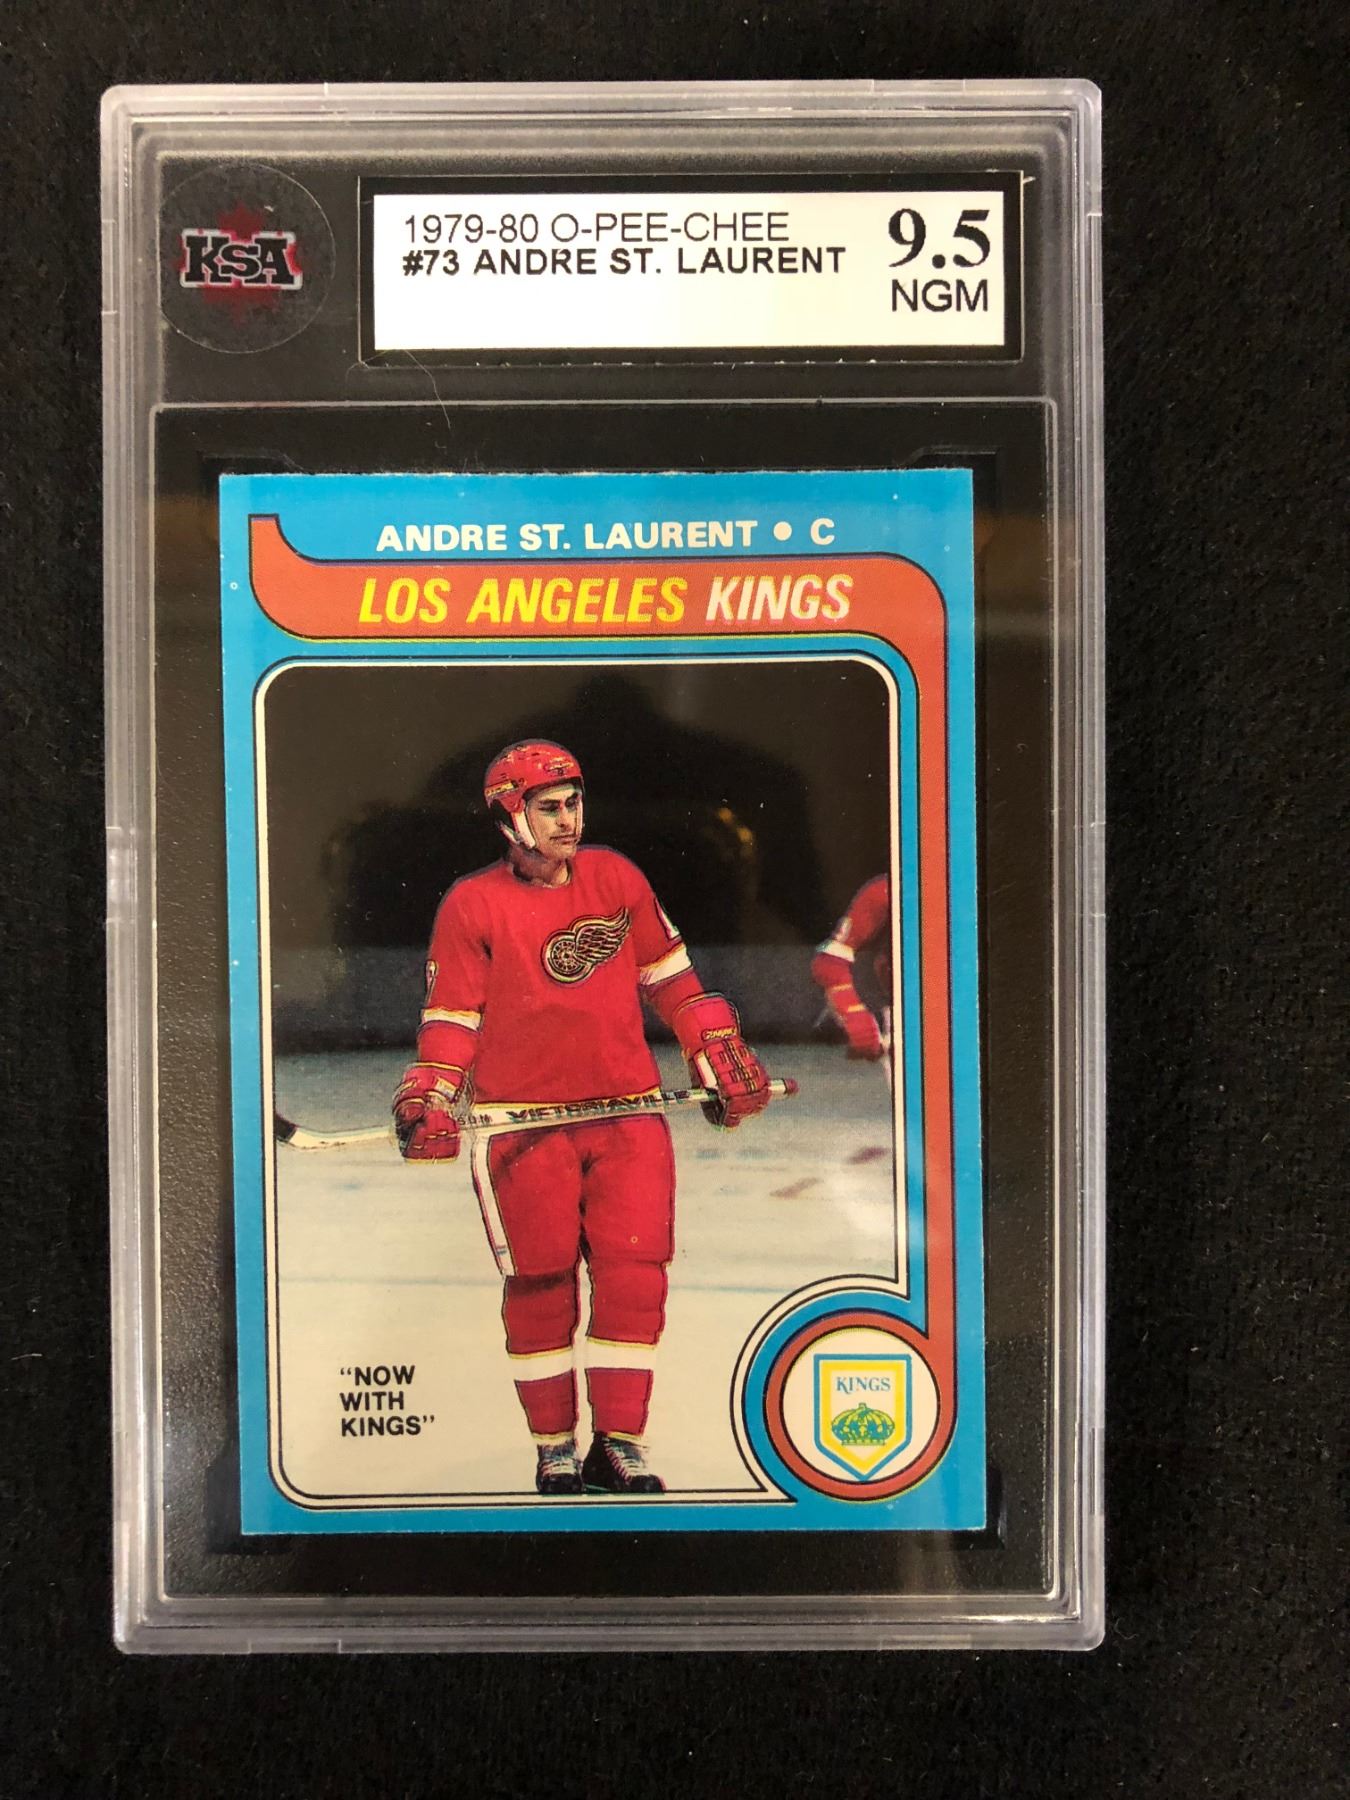 KSA
1979-80 O-PEE-CHEE
#73 ANDRE ST. LAURENT
9.5
NGM
ANDRE ST. LAURENT • C
LOS ANGELES KINGS
VICTORIAVILLE
"NOW
WITH
KINGS"
KINGS